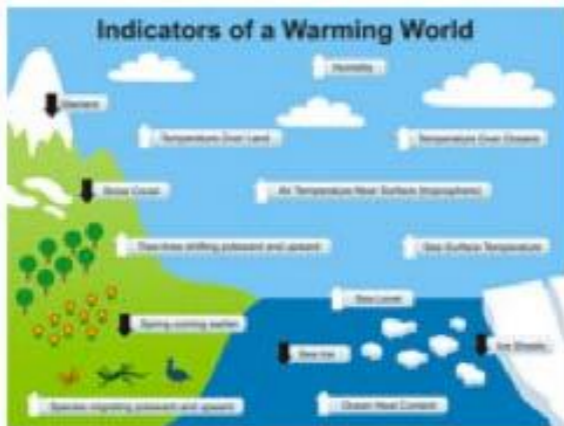 Indicators of a Warming World
Humidity
Glaciers
Temperature Over Land
Temperature Over Oceans
Snow Cover
Air Temperature Near Surface (troposphere)
Tree-lines shifting poleward and upward
Sea Surface Temperature
Sea Level
Spring coming earlier
Sea Ice
Ice Sheets
Species migrating poleward and upward
Ocean Heat Content